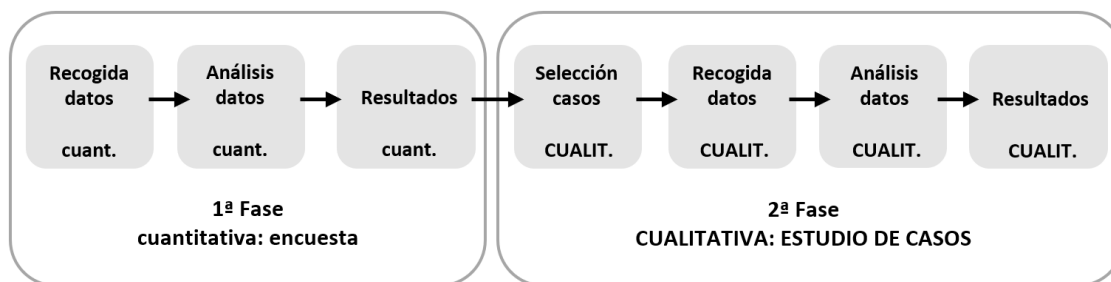 Recogida
datos
cuant.
Análisis
datos
cuant.
Resultados
cuant.
Selección
casos
CUALIT.
Recogida
datos
CUALIT.
Análisis
datos
CUALIT.
Resultados
CUALIT.
1ª Fase
cuantitativa: encuesta
2ª Fase
CUALITATIVA: ESTUDIO DE CASOS